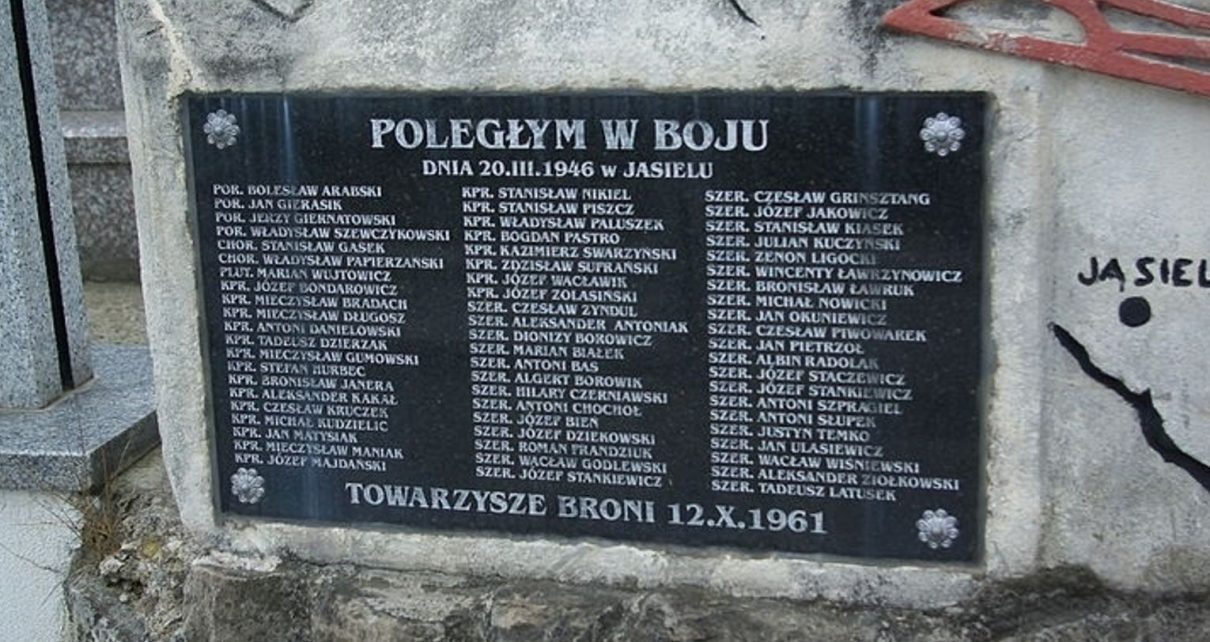 POLEGŁYM W BOJU
DNIA 20.III.1946 w JASIELU
POR. BOLESŁAW ARABSKI
POR. JAN GIERASIK
POR. JERZY GIERNATOWSKI
POR. WŁADYSŁAW SZEWCZYKOWSKI
CHOR. STANISŁAW GĄSEK
CHOR. WŁADYSŁAW PAPIERZAŃSKI
PLUT. MARIAN WUJTOWICZ
KPR. JÓZEF BONDAROWICZ
KPR. MIECZYSŁAW BRADACH
KPR. MIECZYSŁAW DŁUGOSZ
KPR. ANTONI DANIELOWSKI
KPR. TADEUSZ DZIERZAK
KPR. MIECZYSŁAW GUMOWSKI
KPR. STEFAN HURBEC
KPR. BRONISŁAW JANERA
KPR. ALEKSANDER KAKAŁ
KPR. CZESŁAW KRUCZEK
KPR. MICHAŁ KUDZIELIC
KPR. JAN MATYSIAK
KPR. MIECZYSŁAW MANIAK
KPR. JÓZEF MAJDAŃSKI
KPR. STANISŁAW NIKIEL
KPR. STANISŁAW PISZCZ
KPR. WŁADYSŁAW PALUSZEK
KPR. BOGDAN PASTRO
KPR. KAZIMIERZ SWARZYŃSKI
KPR. ZDZISŁAW SUFRAŃSKI
KPR. JÓZEF WACŁAWIK
KPR. JÓZEF ZOLASIŃSKI
SZER. CZESŁAW ZYNDUL
SZER. ALEKSANDER ANTONIAK
SZER. DIONIZY BOROWICZ
SZER. MARIAN BIAŁEK
SZER. ANTONI BAS
SZER. ALGERT BOROWIK
SZER. HILARY CZERNIAWSKI
SZER. ANTONI CHOCHOŁ
SZER. JÓZEF BIEN
SZER. JÓZEF DZIEKOWSKI
SZER. ROMAN FRANDZIUK
SZER. WACŁAW GODLEWSKI
SZER. JÓZEF STANKIEWICZ
SZER. CZESŁAW GRINSZTANG
SZER. JÓZEF JAKOWICZ
SZER. STANISŁAW KIASEK
SZER. JULIAN KUCZYŃSKI
SZER. ZENON LIGOCKI
SZER. WINCENTY ŁAWRZYNOWICZ
SZER. BRONISŁAW ŁAWRUK
SZER. MICHAŁ NOWICKI
SZER. JAN OKUNIEWICZ
SZER. CZESŁAW PIWOWAREK
SZER. JAN PIETRZOŁ
SZER. ALBIN RADOLAK
SZER. JÓZEF STACZEWICZ
SZER. JÓZEF STANKIEWICZ
SZER. ANTONI SZPRAGIEL
SZER. ANTONI SŁUPEK
SZER. JUSTYN TEMKO
SZER. JAN ULASIEWICZ
SZER. WACŁAW WIŚNIEWSKI
SZER. ALEKSANDER ZIÓŁKOWSKI
SZER. TADEUSZ LATUSEK
TOWARZYSZE BRONI 12.X.1961
JĄSIEL